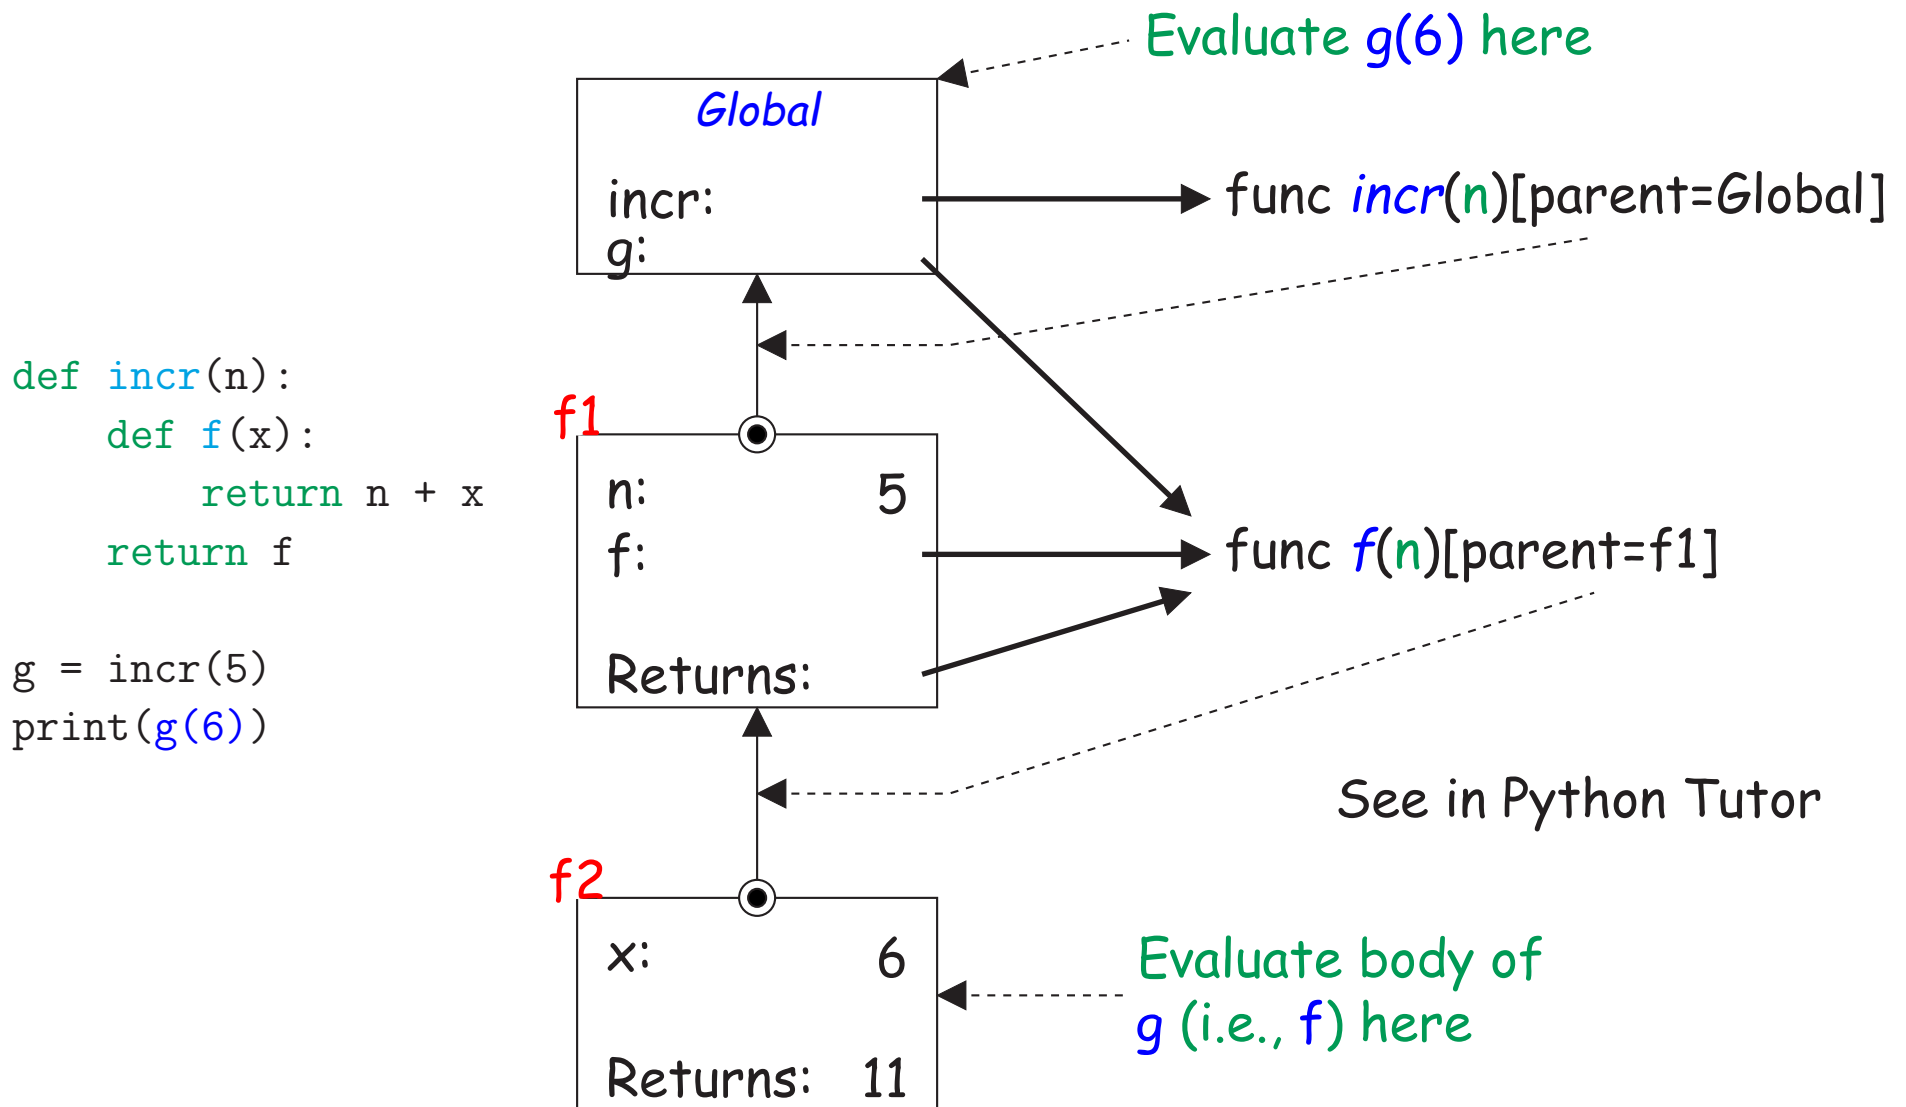 Evaluate g(6) here
Global
incr:
func incr(n)[parent=Global]
g:
def incr(n):
    def f(x):
        return n + x
    return f
g = incr(5)
print(g(6))
f1
n: 5
f:
func f(n)[parent=f1]
Returns:
See in Python Tutor
f2
x: 6
Evaluate body of
g (i.e., f) here
Returns: 11